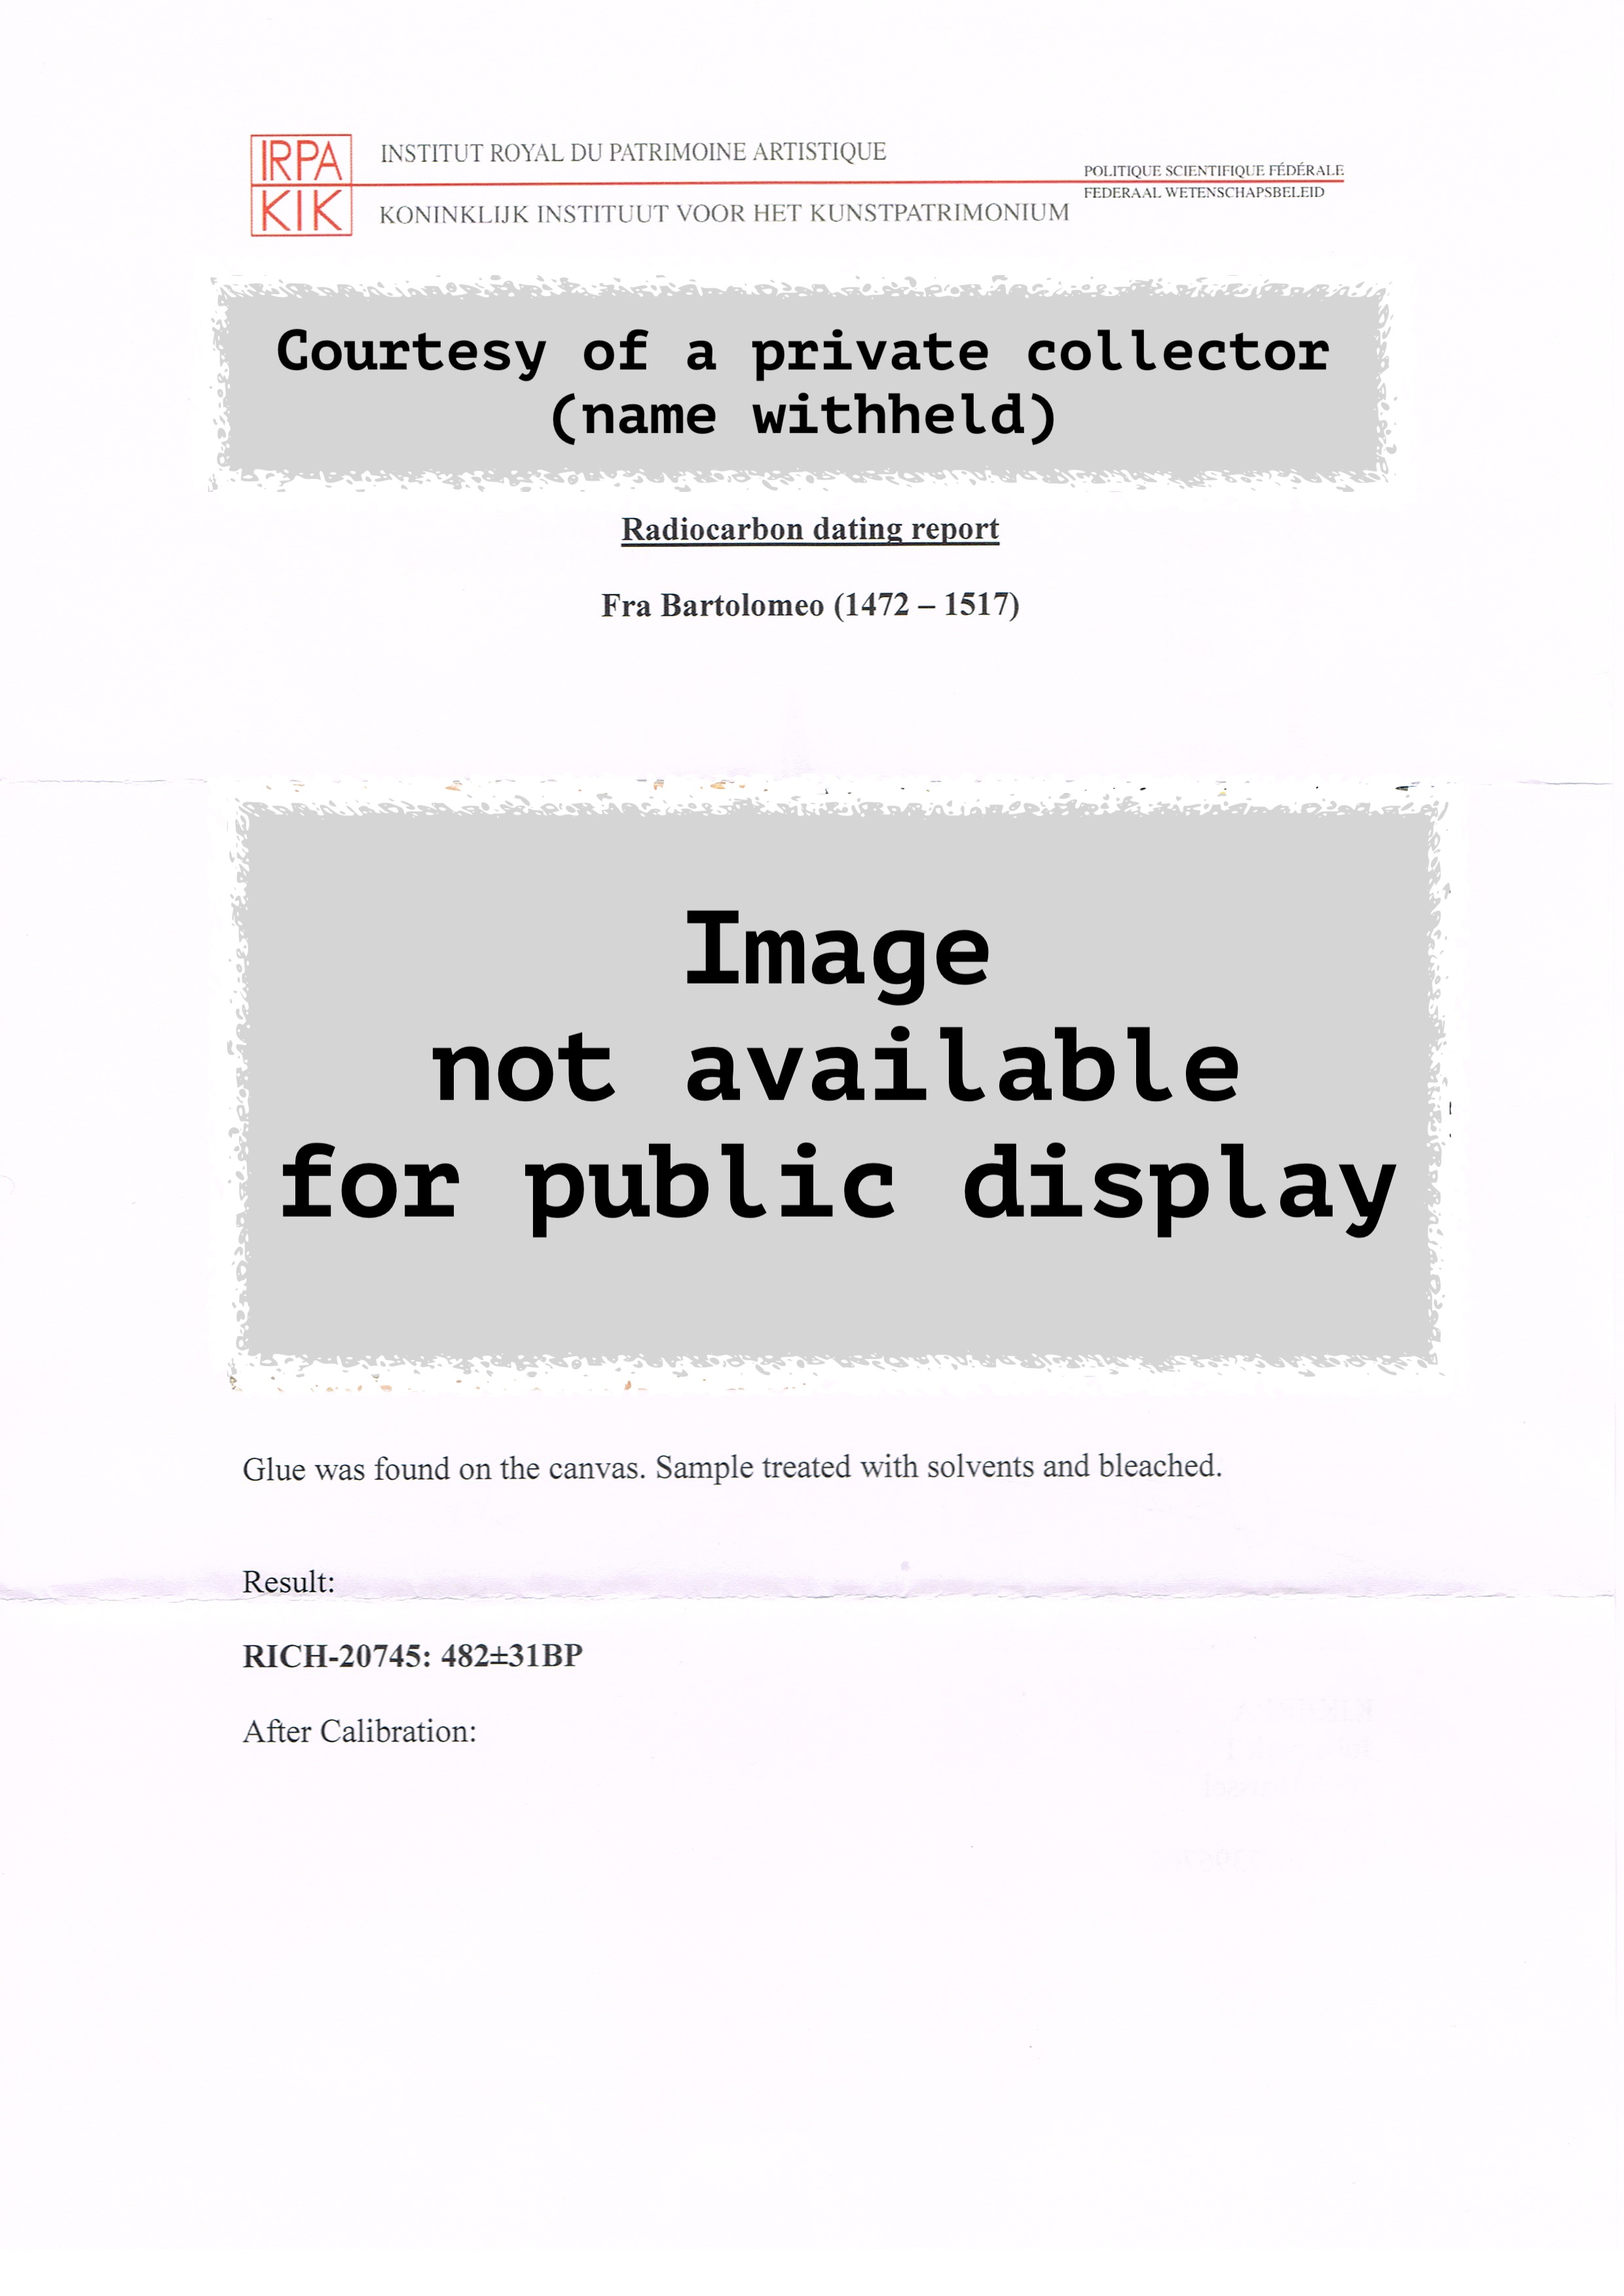 IRPA
KIK
INSTITUT ROYAL DU PATRIMOINE ARTISTIQUE
KONINKLIJK INSTITUUT VOOR HET KUNSTPATRIMONIUM
POLITIQUE SCIENTIFIQUE FÉDÉRALE
FEDERAAL WETENSCHAPSBELEID
Courtesy of a private collector
(name withheld)
Radiocarbon dating report
Fra Bartolomeo (1472 – 1517)
Image
not available
for public display
Glue was found on the canvas. Sample treated with solvents and bleached.
Result:
RICH-20745: 482±31BP
After Calibration: